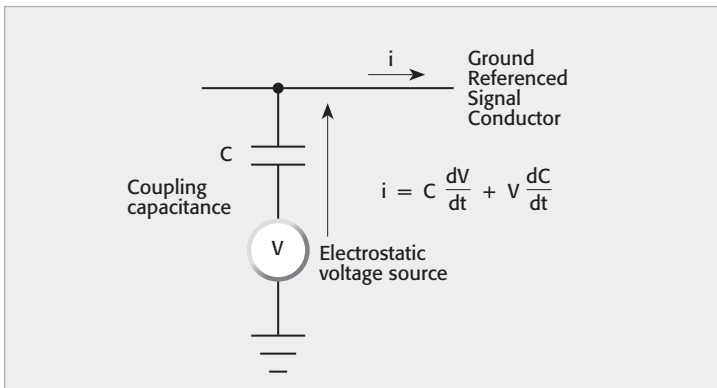 i
Ground
Referenced
Signal
Conductor
C
Coupling
capacitance
i = C dV/dt + V dC/dt
V
Electrostatic
voltage source